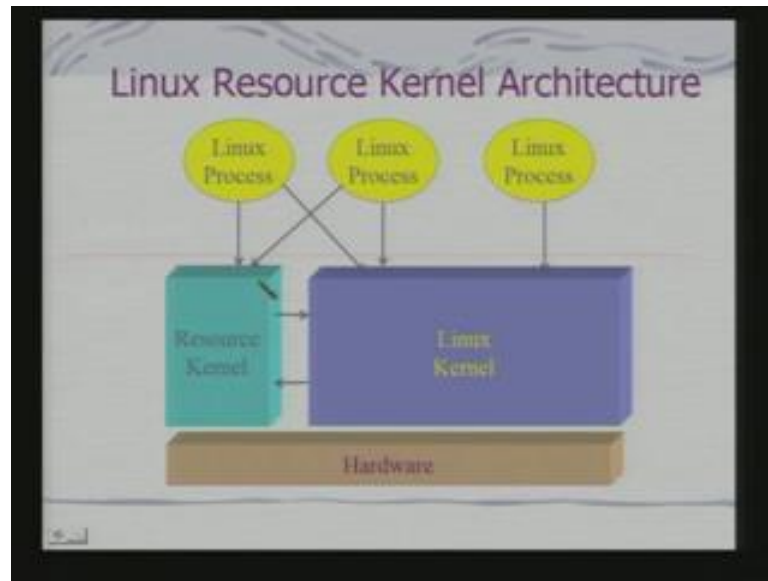 Linux Resource Kernel Architecture
Linux
Process
Linux
Process
Linux
Process
Resource
Kernel
Linux
Kernel
Hardware